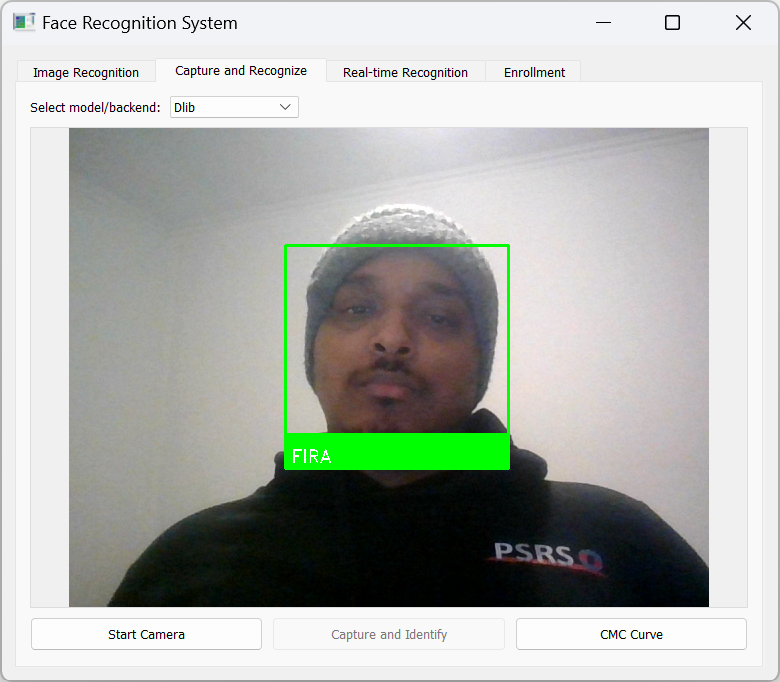 Face Recognition System
Image Recognition
Capture and Recognize
Real-time Recognition
Enrollment
Select model/backend: Dlib
FIRA
PSRS
Start Camera
Capture and Identify
CMC Curve